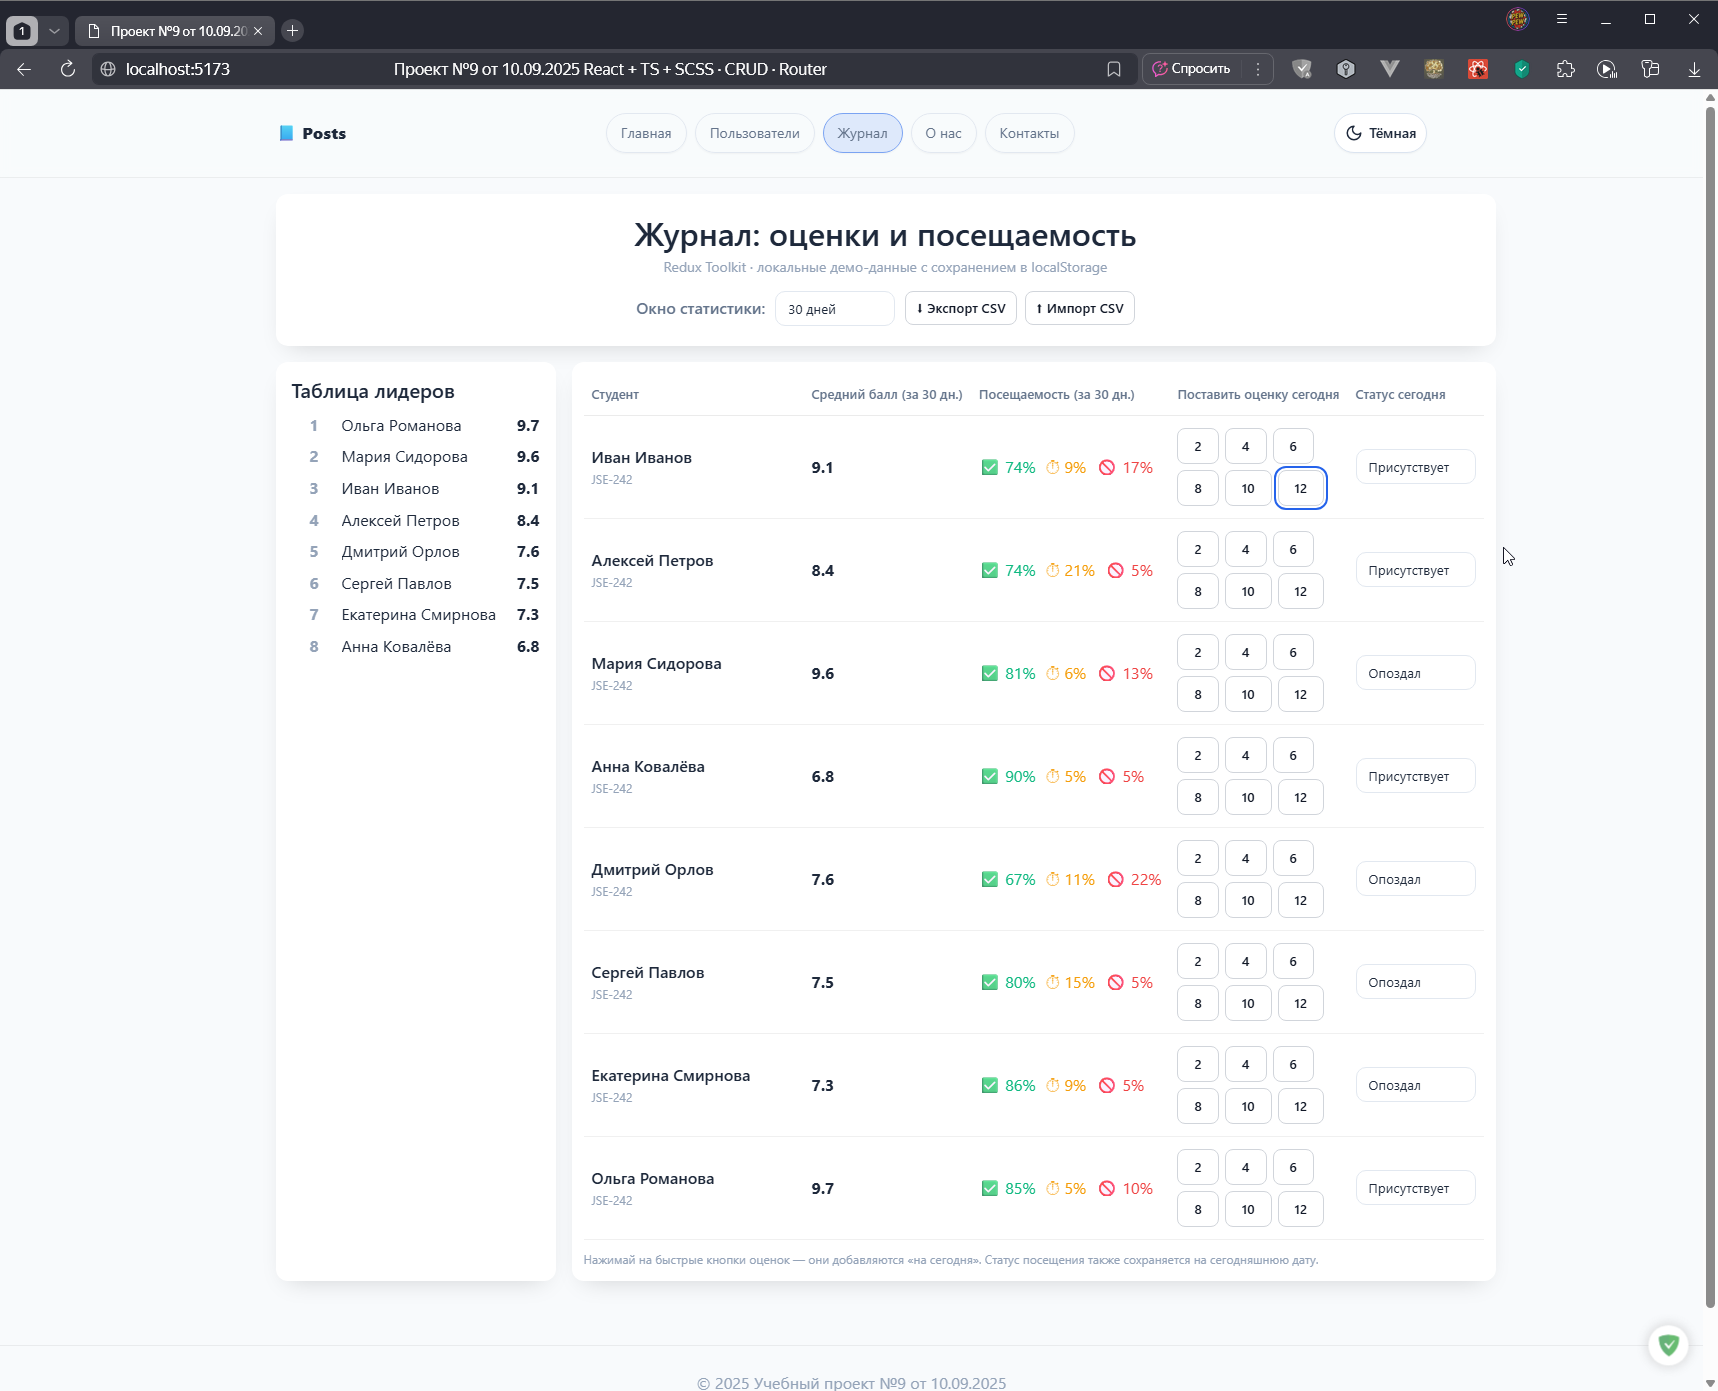 1
Проект №9 от 10.09.20
localhost:5173
Проект №9 от 10.09.2025 React + TS + SCSS · CRUD · Router
Спросить
Posts
Главная
Пользователи
Журнал
О нас
Контакты
Тёмная
Журнал: оценки и посещаемость
Redux Toolkit · локальные демо-данные с сохранением в localStorage
Окно статистики:
30 дней
Экспорт CSV
Импорт CSV
Таблица лидеров
1 Ольга Романова 9.7
2 Мария Сидорова 9.6
3 Иван Иванов 9.1
4 Алексей Петров 8.4
5 Дмитрий Орлов 7.6
6 Сергей Павлов 7.5
7 Екатерина Смирнова 7.3
8 Анна Ковалёва 6.8
Студент Средний балл (за 30 дн.) Посещаемость (за 30 дн.) Поставить оценку сегодня Статус сегодня
2 4 6
Иван Иванов 9.1 74% 9% 17% Присутствует
JSE-242
8 10 12
2 4 6
Алексей Петров 8.4 74% 21% 5% Присутствует
JSE-242
8 10 12
2 4 6
Мария Сидорова 9.6 81% 6% 13% Опоздал
JSE-242
8 10 12
2 4 6
Анна Ковалёва 6.8 90% 5% 5% Присутствует
JSE-242
8 10 12
2 4 6
Дмитрий Орлов 7.6 67% 11% 22% Опоздал
JSE-242
8 10 12
2 4 6
Сергей Павлов 7.5 80% 15% 5% Опоздал
JSE-242
8 10 12
2 4 6
Екатерина Смирнова 7.3 86% 9% 5% Опоздал
JSE-242
8 10 12
2 4 6
Ольга Романова 9.7 85% 5% 10% Присутствует
JSE-242
8 10 12
Нажимай на быстрые кнопки оценок — они добавляются «на сегодня». Статус посещения также сохраняется на сегодняшнюю дату.
© 2025 Учебный проект №9 от 10.09.2025